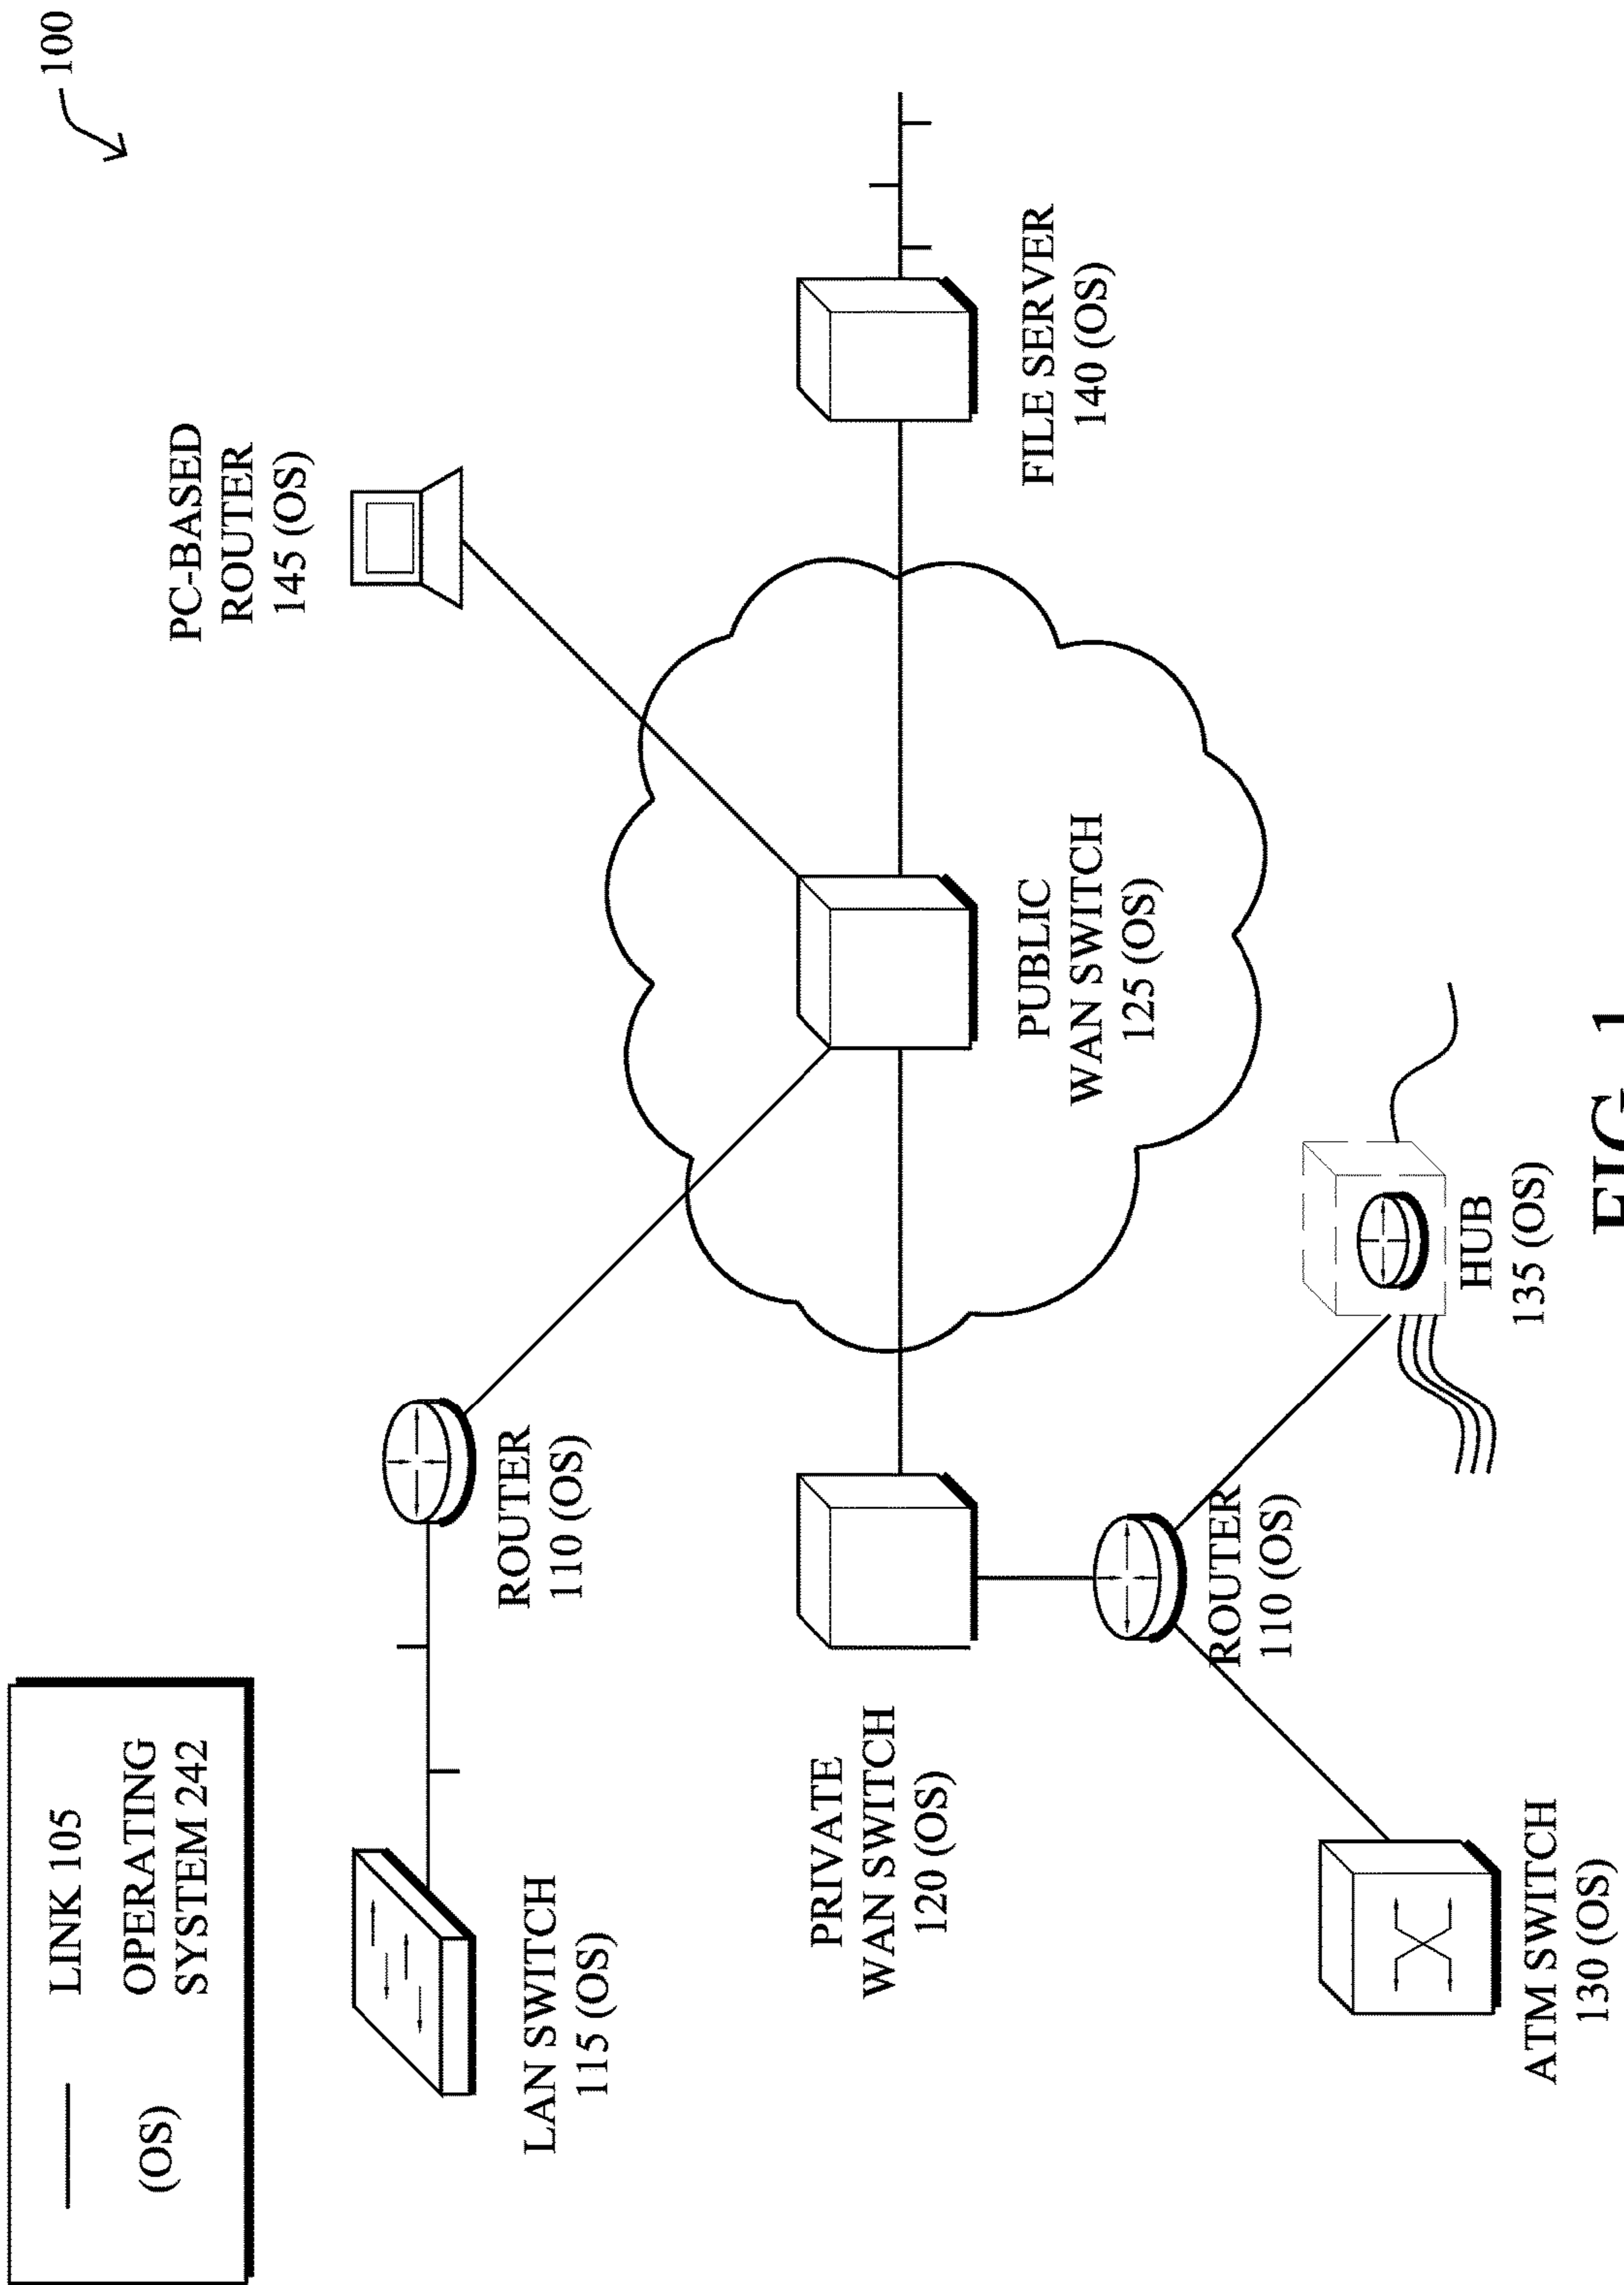 100
LINK 105
(OS) OPERATING
SYSTEM 242
PC-BASED
ROUTER
145 (OS)
LAN SWITCH
115 (OS)
ROUTER
110 (OS)
PRIVATE
WAN SWITCH
120 (OS)
PUBLIC
WAN SWITCH
125 (OS)
FILE SERVER
140 (OS)
ROUTER
110 (OS)
ATM SWITCH
130 (OS)
HUB
135 (OS)
FIG. 1